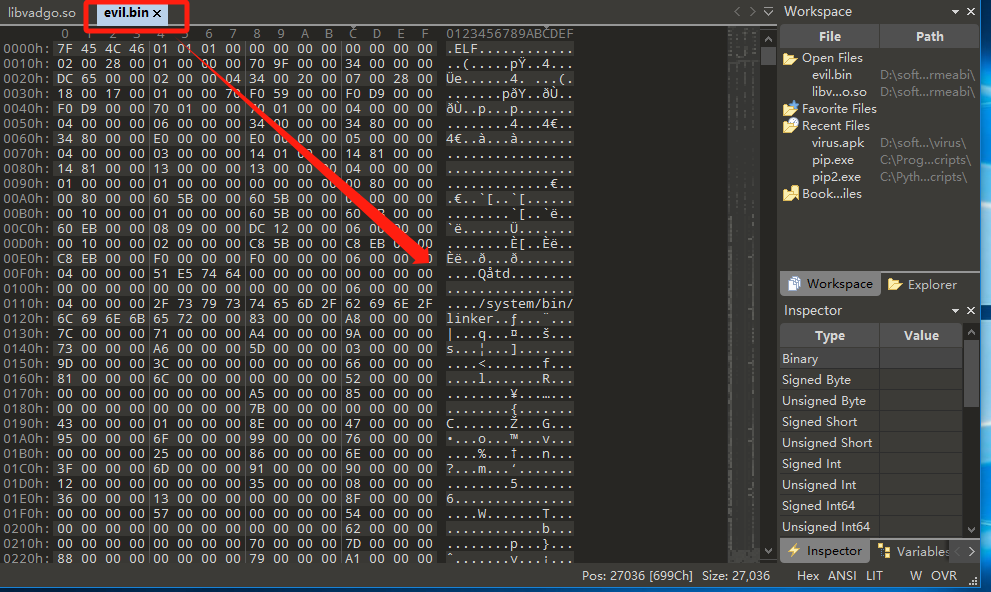 libvadgo.so evil.bin ×
0 1 2 3 4 5 6 7 8 9 A B C D E F 0123456789ABCDEF
0000h: 7F 45 4C 46 01 01 01 00 00 00 00 00 00 00 00 00 .ELF............
0010h: 02 00 28 00 01 00 00 00 70 9F 00 00 34 00 00 00 ..(.....pŸ..4...
0020h: DC 65 00 00 02 00 00 04 34 00 20 00 07 00 28 00 Üe......4. ...(.
0030h: 18 00 17 00 01 00 00 70 F0 59 00 00 F0 D9 00 00 .......pðY..ðÙ..
0040h: F0 D9 00 00 70 01 00 00 70 01 00 00 04 00 00 00 ðÙ..p...p.......
0050h: 04 00 00 00 06 00 00 00 34 00 00 00 34 80 00 00 ........4...4€..
0060h: 34 80 00 00 E0 00 00 00 E0 00 00 00 05 00 00 00 4€..à...à.......
0070h: 04 00 00 00 03 00 00 00 14 01 00 00 14 81 00 00 ................
0080h: 14 81 00 00 13 00 00 00 13 00 00 00 04 00 00 00 ................
0090h: 01 00 00 00 01 00 00 00 00 00 00 00 00 80 00 00 .............€..
00A0h: 00 80 00 00 60 5B 00 00 60 5B 00 00 05 00 00 00 .€..`[..`[......
00B0h: 00 10 00 00 01 00 00 00 60 5B 00 00 60 EB 00 00 ........`[..`ë..
00C0h: 60 EB 00 00 08 09 00 00 DC 12 00 00 06 00 00 00 `ë......Ü.......
00D0h: 00 10 00 00 02 00 00 00 C8 5B 00 00 C8 EB 00 00 ........È[..Èë..
00E0h: C8 EB 00 00 F0 00 00 00 F0 00 00 00 06 00 00 00 Èë..ð...ð.......
00F0h: 04 00 00 00 51 E5 74 64 00 00 00 00 00 00 00 00 ....Qåtd........
0100h: 00 00 00 00 00 00 00 00 00 00 00 00 06 00 00 00 ................
0110h: 04 00 00 00 2F 73 79 73 74 65 6D 2F 62 69 6E 2F ..../system/bin/
0120h: 6C 69 6E 6B 65 72 00 00 83 00 00 00 A8 00 00 00 linker..ƒ...¨...
0130h: 7C 00 00 00 71 00 00 00 A4 00 00 00 9A 00 00 00 |...q...¤...š...
0140h: 73 00 00 00 A6 00 00 00 5D 00 00 00 03 00 00 00 s...¦...].......
0150h: 9D 00 00 00 3C 00 00 00 00 00 00 00 66 00 00 00 ....<.......f...
0160h: 81 00 00 00 6C 00 00 00 00 00 00 00 52 00 00 00 ....l.......R...
0170h: 00 00 00 00 00 00 00 00 A5 00 00 00 85 00 00 00 ........¥...…...
0180h: 00 00 00 00 00 00 00 00 7B 00 00 00 00 00 00 00 ........{.......
0190h: 43 00 00 00 01 00 00 00 8E 00 00 00 47 00 00 00 C.......Ž...G...
01A0h: 95 00 00 00 6F 00 00 00 99 00 00 00 76 00 00 00 •...o...™...v...
01B0h: 00 00 00 00 25 00 00 00 86 00 00 00 6E 00 00 00 ....%...†...n...
01C0h: 3F 00 00 00 6D 00 00 00 91 00 00 00 90 00 00 00 ?...m...‘.......
01D0h: 12 00 00 00 00 00 00 00 35 00 00 00 08 00 00 00 ........5.......
01E0h: 36 00 00 00 13 00 00 00 00 00 00 00 8F 00 00 00 6...............
01F0h: 00 00 00 00 57 00 00 00 00 00 00 00 54 00 00 00 ....W.......T...
0200h: 00 00 00 00 00 00 00 00 00 00 00 00 62 00 00 00 ............b...
0210h: 00 00 00 00 00 00 00 00 70 00 00 00 7D 00 00 00 ........p...}...
0220h: 88 00 00 00 00 00 00 00 79 00 00 00 A1 00 00 00 ˆ.......y...¡...
Workspace
File Path
Open Files
evil.bin D:\soft...rmeabi\
libv...o.so D:\soft...rmeabi\
Favorite Files
Recent Files
virus.apk D:\soft...\virus\
pip.exe C:\Prog...cripts\
pip2.exe C:\Pyth...cripts\
Book...iles
Workspace Explorer
Inspector
Type Value
Binary
Signed Byte
Unsigned Byte
Signed Short
Unsigned Short
Signed Int
Unsigned Int
Signed Int64
Unsigned Int64
Inspector Variables
Pos: 27036 [699Ch] Size: 27,036 Hex ANSI LIT W OVR